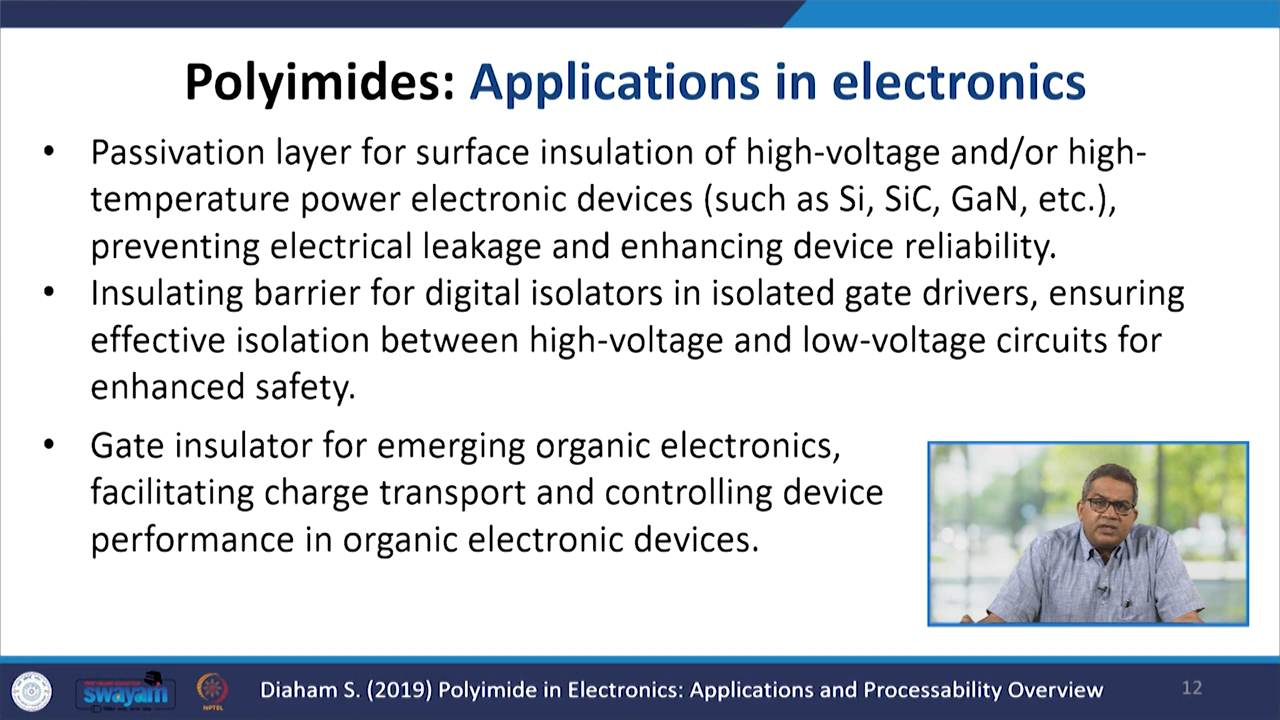 Polyimides: Applications in electronics
• Passivation layer for surface insulation of high-voltage and/or high-
temperature power electronic devices (such as Si, SiC, GaN, etc.),
preventing electrical leakage and enhancing device reliability.
• Insulating barrier for digital isolators in isolated gate drivers, ensuring
effective isolation between high-voltage and low-voltage circuits for
enhanced safety.
• Gate insulator for emerging organic electronics,
facilitating charge transport and controlling device
performance in organic electronic devices.
swayam
NPTEL
Diaham S. (2019) Polyimide in Electronics: Applications and Processability Overview
12